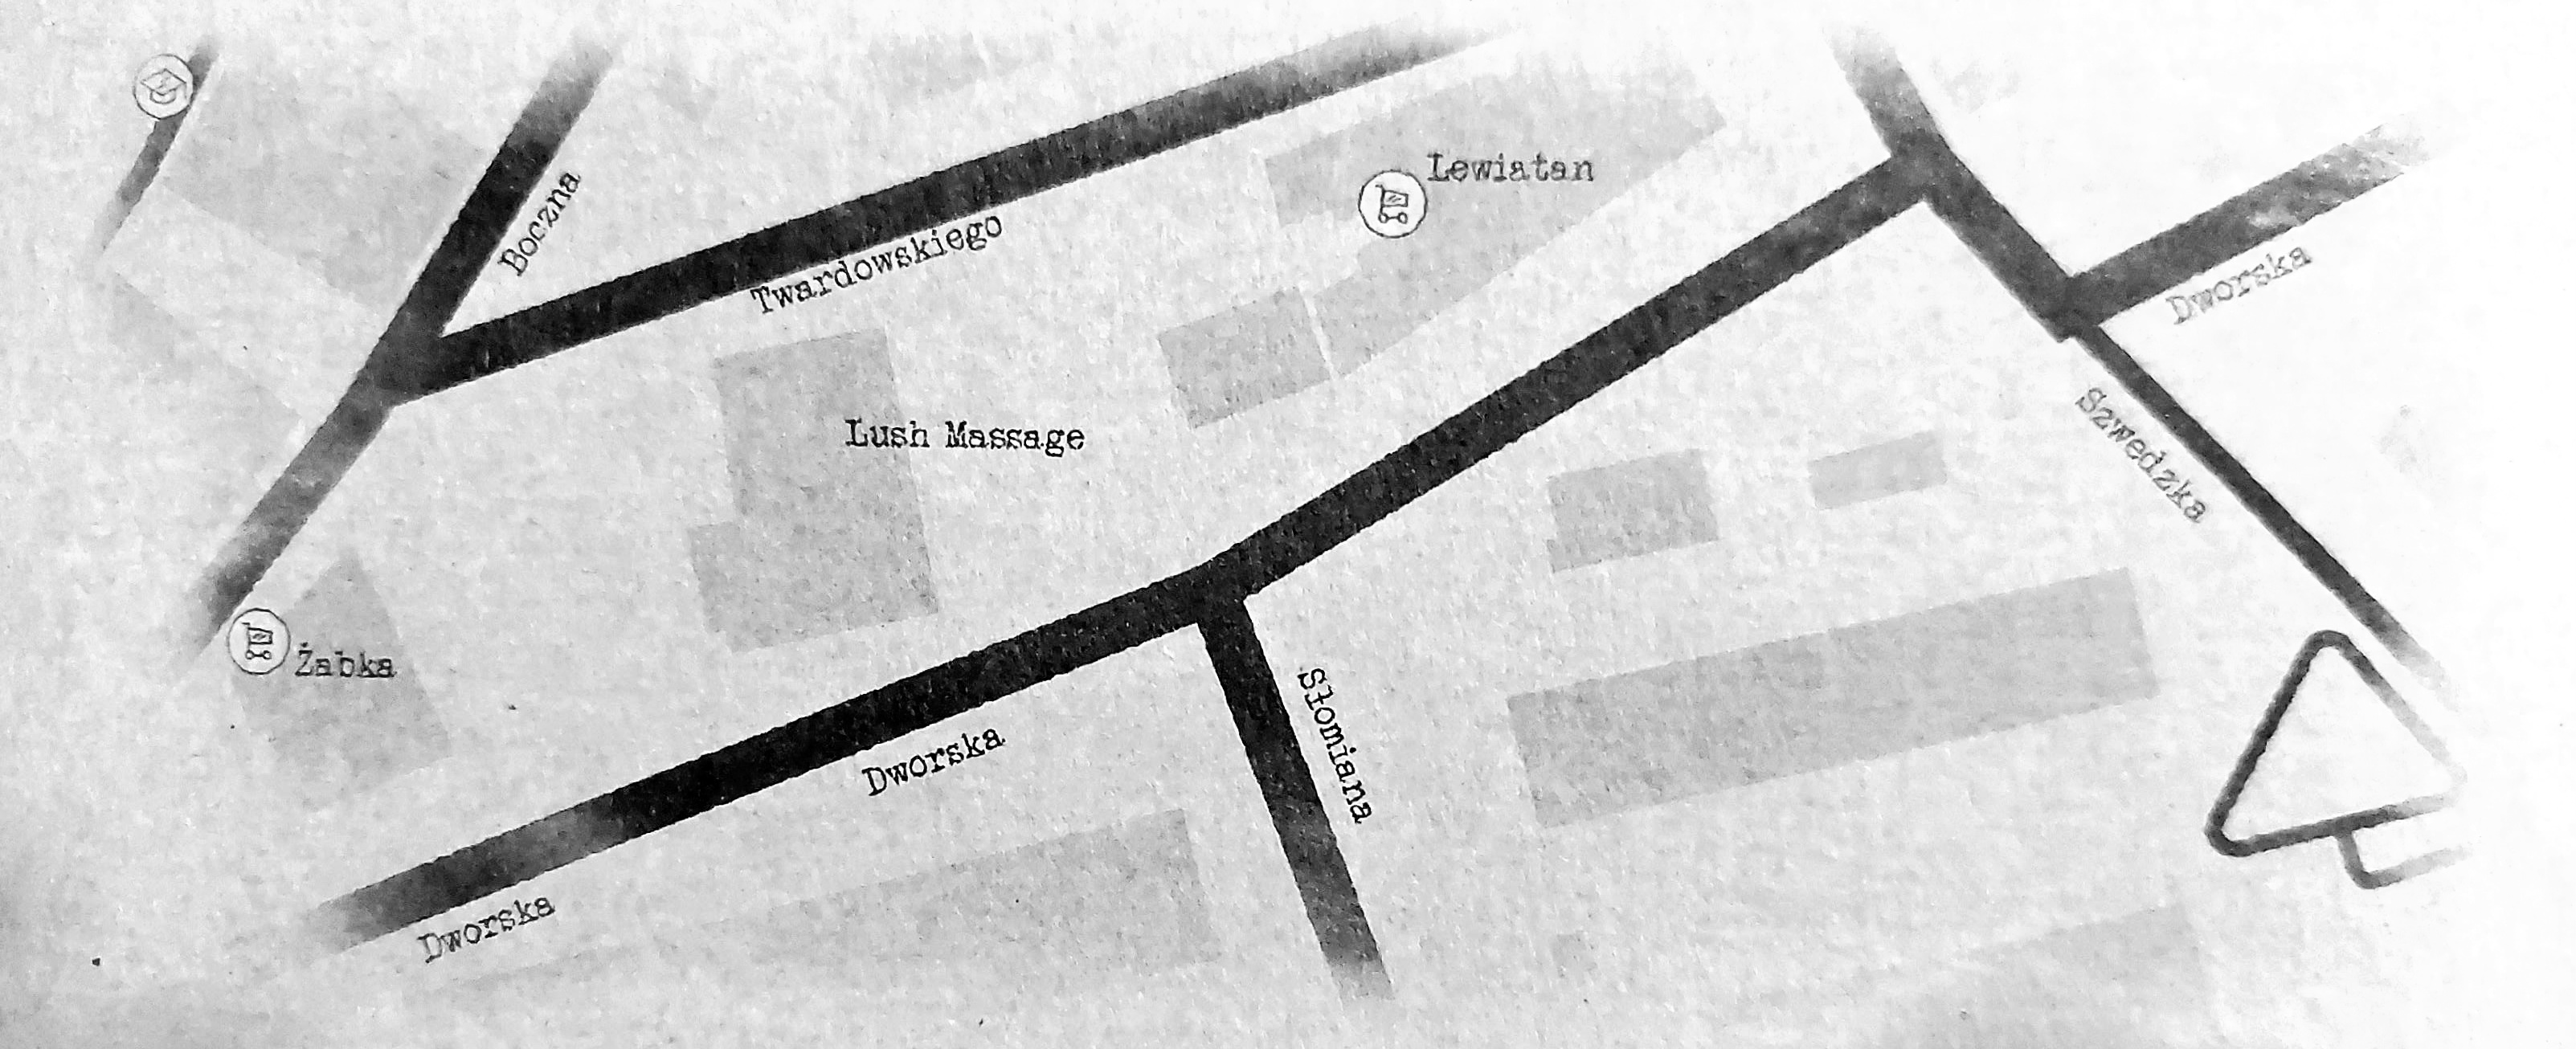 Lewiatan
Boczna
Twardowskiego
Dworska
Lush Massage
Szwedzka
Żabka
Słomiana
Dworska
Dworska